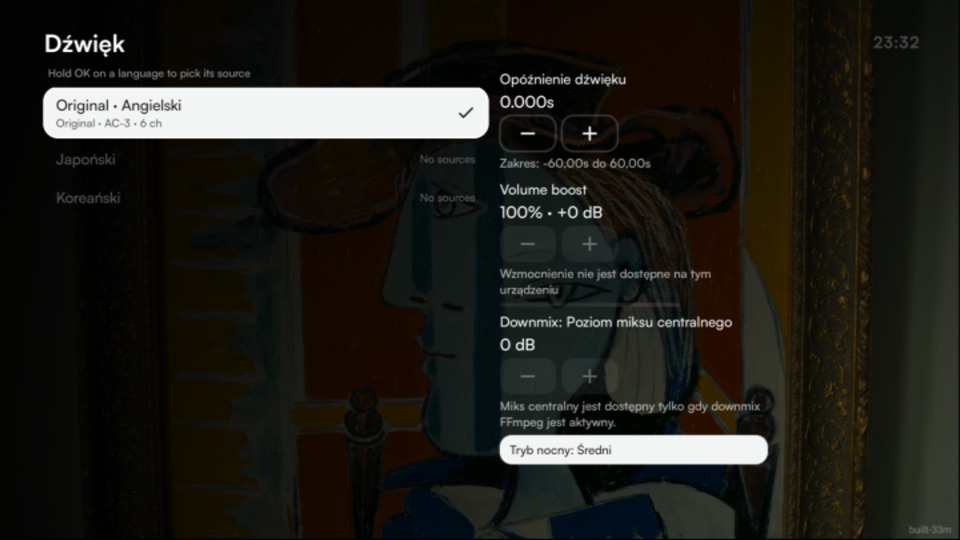 Dźwięk
23:32
Hold OK on a language to pick its source
Original · Angielski
Original · AC-3 · 6 ch
Japoński No sources
Koreański No sources
Opóźnienie dźwięku
0.000s
− +
Zakres: -60,00s do 60,00s
Volume boost
100% · +0 dB
− +
Wzmocnienie nie jest dostępne na tym
urządzeniu
Downmix: Poziom miksu centralnego
0 dB
− +
Miks centralny jest dostępny tylko gdy downmix
FFmpeg jest aktywny.
Tryb nocny: Średni
built-33m